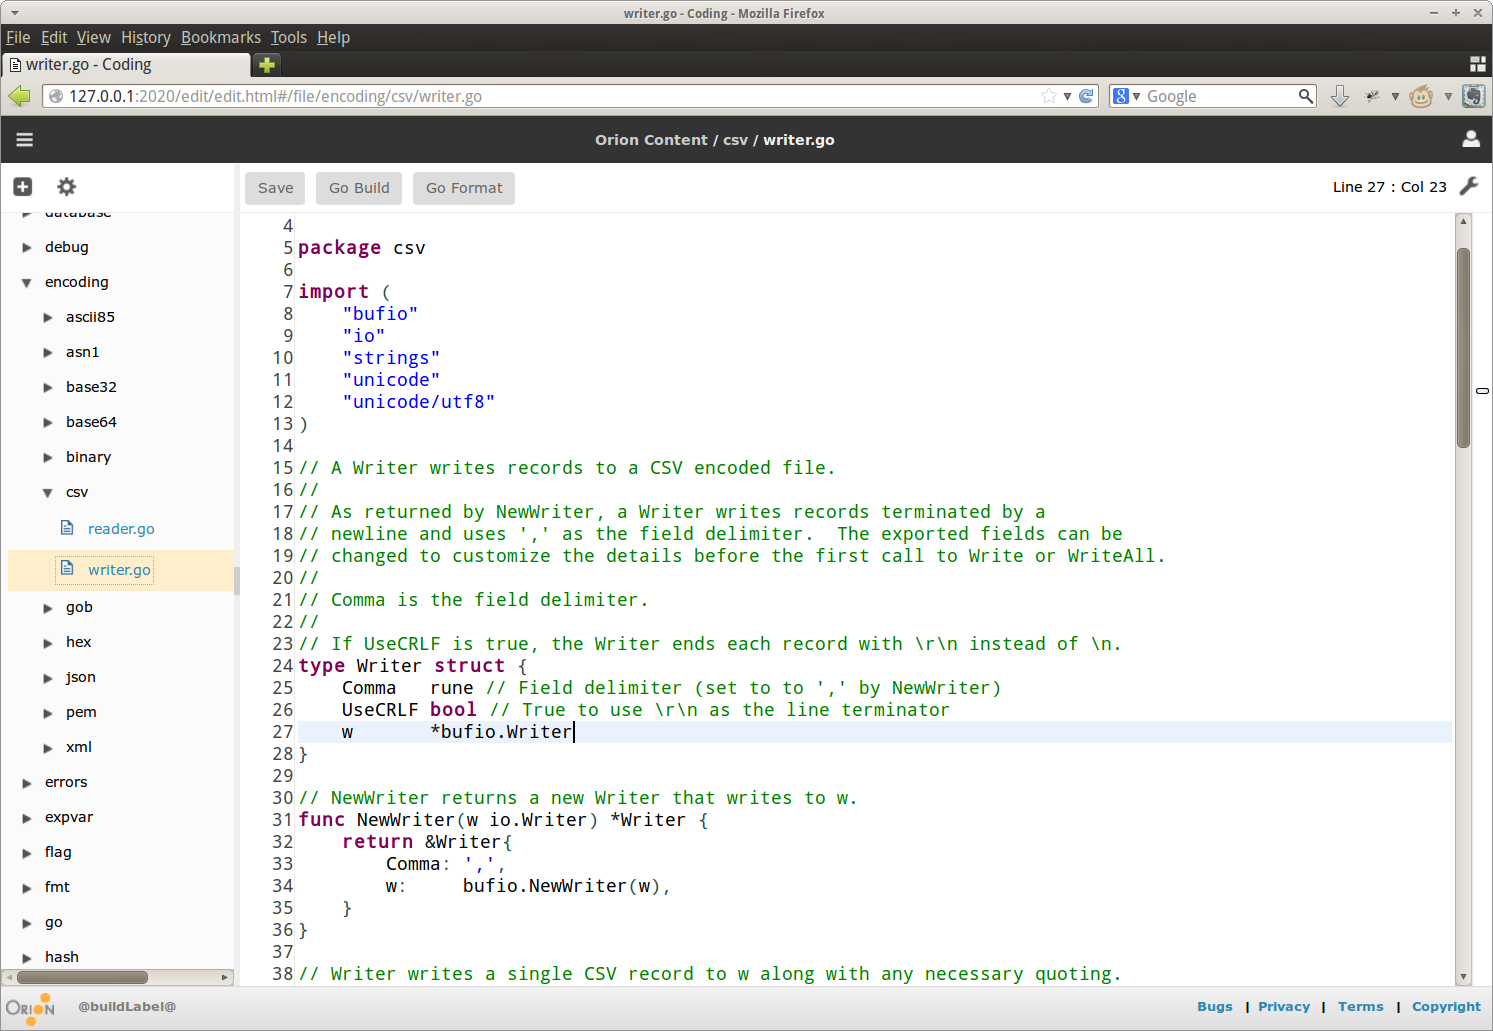 writer.go - Coding - Mozilla Firefox
File Edit View History Bookmarks Tools Help
writer.go - Coding
127.0.0.1:2020/edit/edit.html#/file/encoding/csv/writer.go
8 Google
Orion Content / csv / writer.go
Save Go Build Go Format
Line 27 : Col 23
database
debug
encoding
ascii85
asn1
base32
base64
binary
csv
reader.go
writer.go
gob
hex
json
pem
xml
errors
expvar
flag
fmt
go
hash
4
5 package csv
6
7 import (
8     "bufio"
9     "io"
10     "strings"
11     "unicode"
12     "unicode/utf8"
13 )
14
15 // A Writer writes records to a CSV encoded file.
16 //
17 // As returned by NewWriter, a Writer writes records terminated by a
18 // newline and uses ',' as the field delimiter.  The exported fields can be
19 // changed to customize the details before the first call to Write or WriteAll.
20 //
21 // Comma is the field delimiter.
22 //
23 // If UseCRLF is true, the Writer ends each record with \r\n instead of \n.
24 type Writer struct {
25     Comma   rune // Field delimiter (set to to ',' by NewWriter)
26     UseCRLF bool // True to use \r\n as the line terminator
27     w       *bufio.Writer
28 }
29
30 // NewWriter returns a new Writer that writes to w.
31 func NewWriter(w io.Writer) *Writer {
32     return &Writer{
33         Comma: ',',
34         w:     bufio.NewWriter(w),
35     }
36 }
37
38 // Writer writes a single CSV record to w along with any necessary quoting.
ORION
@buildLabel@
Bugs | Privacy | Terms | Copyright